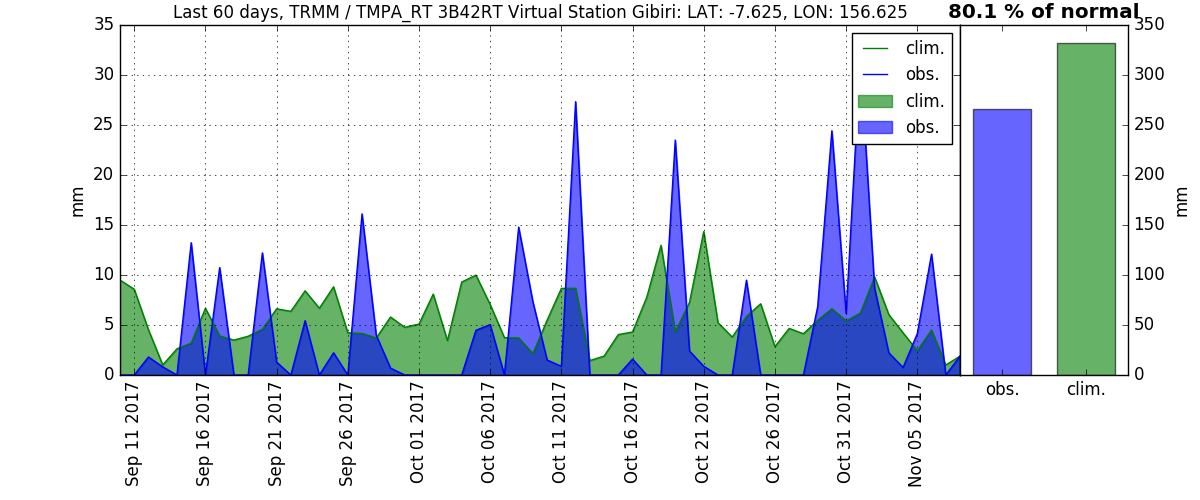 Last 60 days, TRMM / TMPA_RT 3B42RT Virtual Station Gibiri: LAT: -7.625, LON: 156.625
80.1 % of normal
35
30
25
20
15
10
5
0
mm
clim.
obs.
clim.
obs.
350
300
250
200
150
100
50
0
mm
Sep 11 2017
Sep 16 2017
Sep 21 2017
Sep 26 2017
Oct 01 2017
Oct 06 2017
Oct 11 2017
Oct 16 2017
Oct 21 2017
Oct 26 2017
Oct 31 2017
Nov 05 2017
obs.
clim.